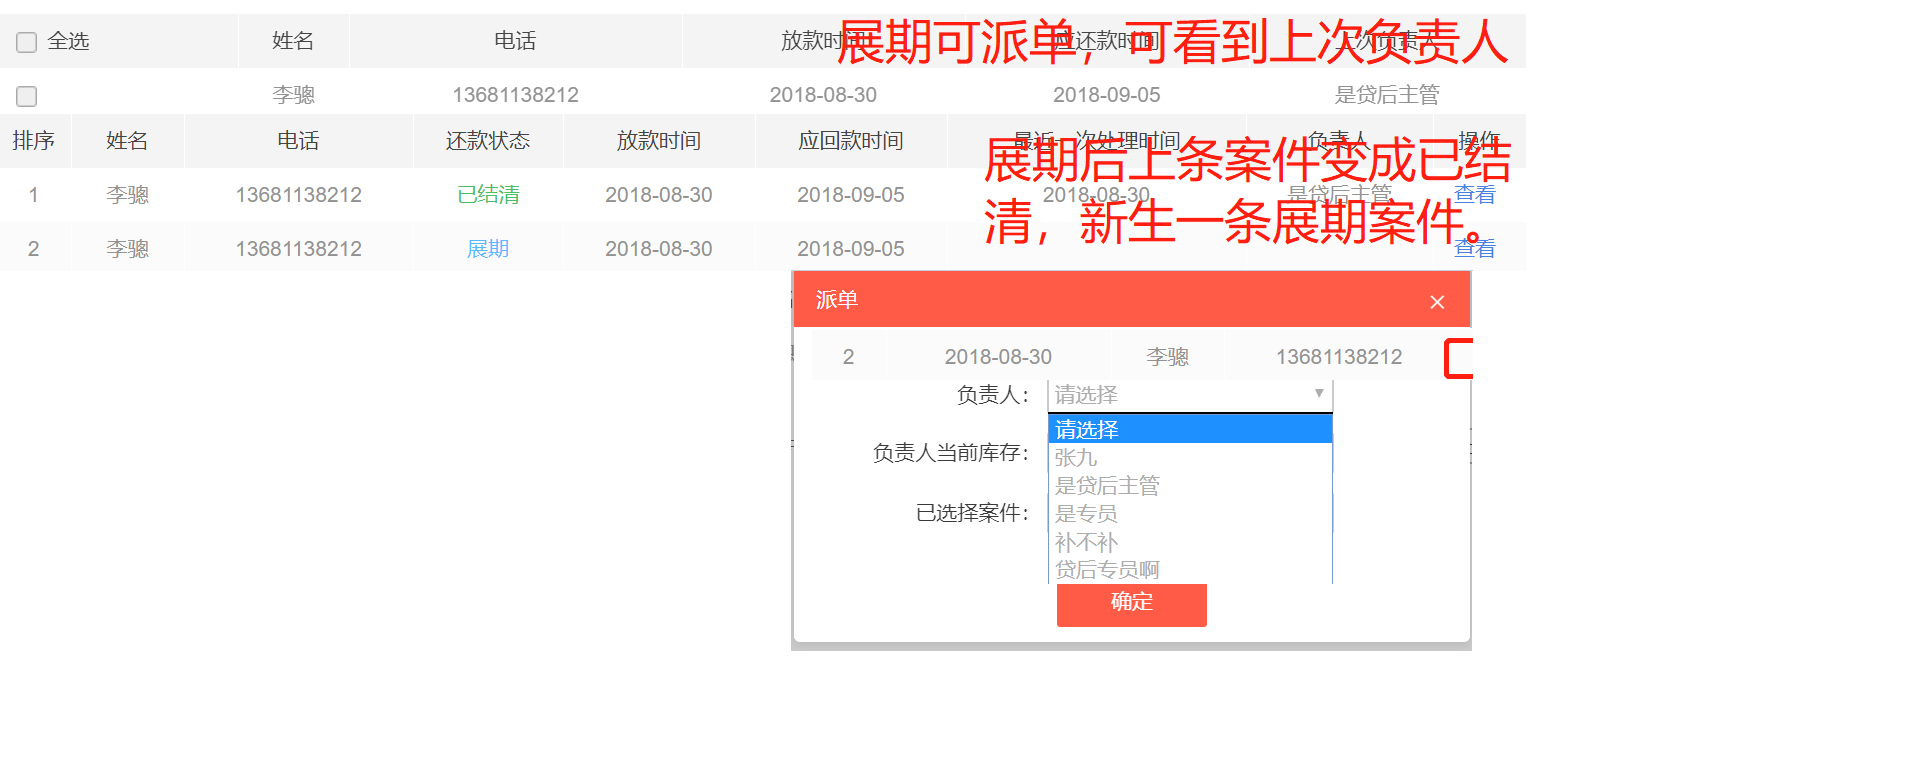 全选 姓名 电话 放款时间 应还款时间 上次负责人
展期可派单，可看到上次负责人
李骢 13681138212 2018-08-30 2018-09-05 是贷后主管
排序 姓名 电话 还款状态 放款时间 应回款时间 最近一次处理时间 负责人 操作
展期后上条案件变成已结
清，新生一条展期案件。
1 李骢 13681138212 已结清 2018-08-30 2018-09-05 2018-08-30 是贷后主管 查看
2 李骢 13681138212 展期 2018-08-30 2018-09-05 查看
派单 ×
2 2018-08-30 李骢 13681138212
负责人： 请选择
请选择
张九
负责人当前库存：
是贷后主管
已选择案件： 是专员
补不补
贷后专员啊
确定